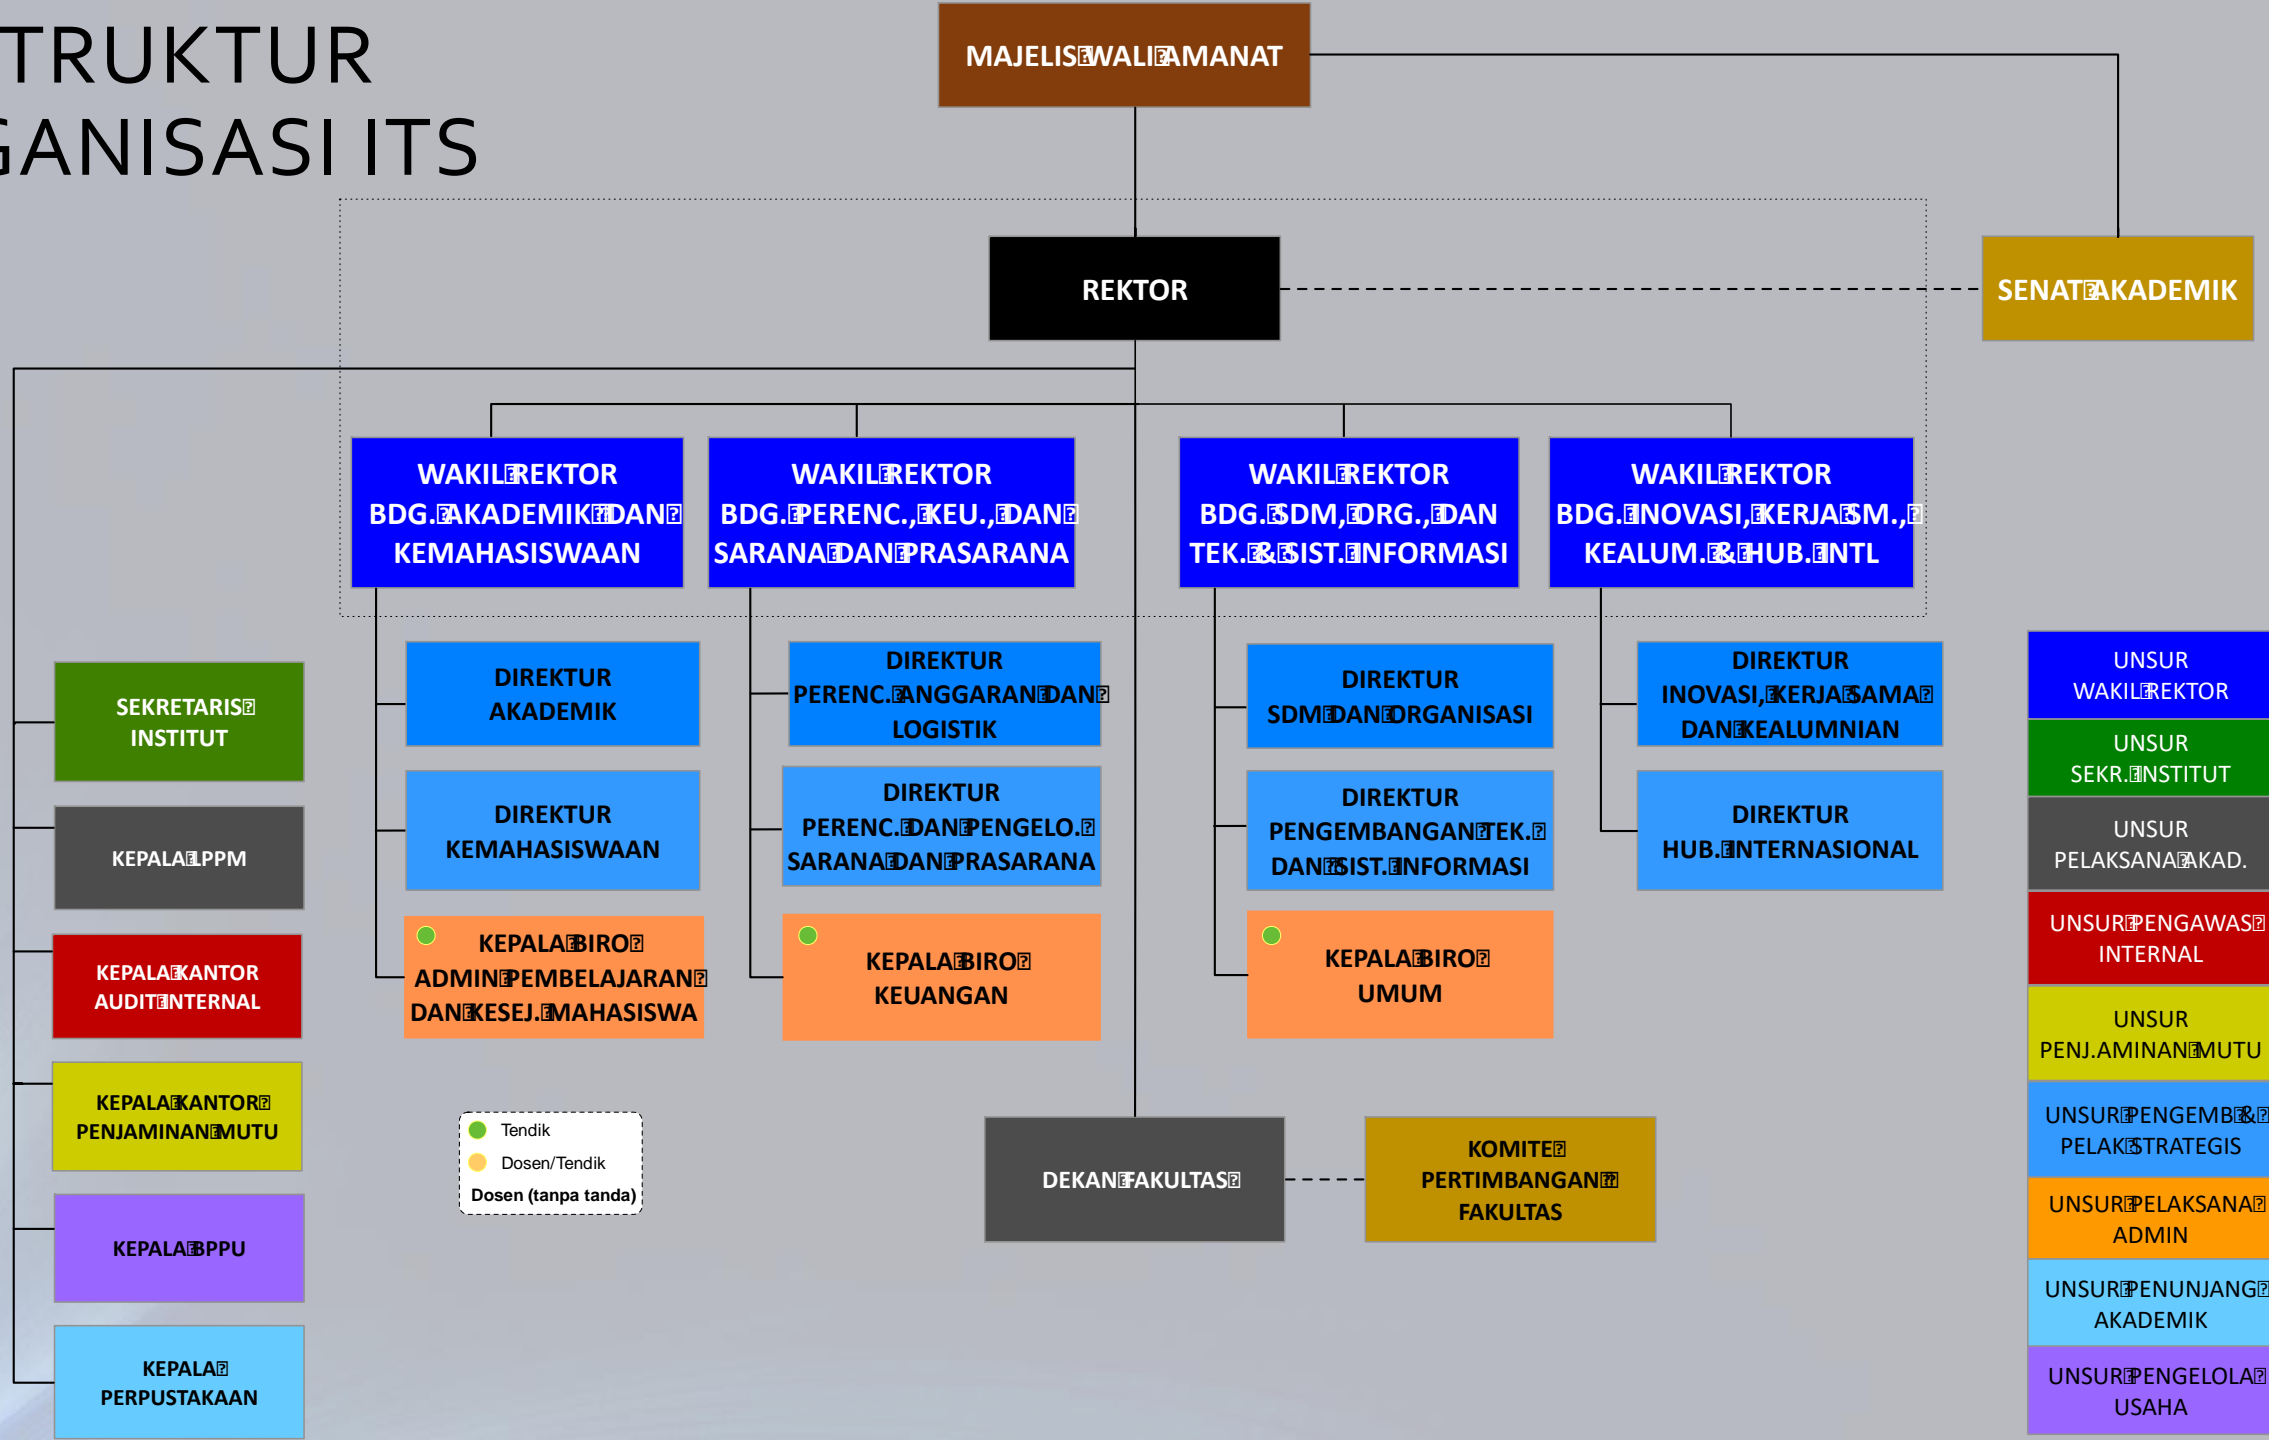 TRUKTUR
GANISASI ITS
MAJELIS WALI AMANAT
REKTOR
SENAT AKADEMIK
WAKIL REKTOR
BDG. AKADEMIK DAN
KEMAHASISWAAN
WAKIL REKTOR
BDG. PERENC., KEU., DAN
SARANA DAN PRASARANA
WAKIL REKTOR
BDG. SDM, ORG., DAN
TEK. & SIST. INFORMASI
WAKIL REKTOR
BDG. INOVASI, KERJA SM.,
KEALUM. & HUB. INTL
SEKRETARIS
INSTITUT
KEPALA LPPM
KEPALA KANTOR
AUDIT INTERNAL
KEPALA KANTOR
PENJAMINAN MUTU
KEPALA BPPU
KEPALA
PERPUSTAKAAN
DIREKTUR
AKADEMIK
DIREKTUR
KEMAHASISWAAN
KEPALA BIRO
ADMIN PEMBELAJARAN
DAN KESEJ. MAHASISWA
DIREKTUR
PERENC. ANGGARAN DAN
LOGISTIK
DIREKTUR
PERENC. DAN PENGELO.
SARANA DAN PRASARANA
KEPALA BIRO
KEUANGAN
DIREKTUR
SDM DAN ORGANISASI
DIREKTUR
PENGEMBANGAN TEK.
DAN SIST. INFORMASI
KEPALA BIRO
UMUM
DIREKTUR
INOVASI, KERJA SAMA
DAN KEALUMNIAN
DIREKTUR
HUB. INTERNASIONAL
Tendik
Dosen/Tendik
Dosen (tanpa tanda)
DEKAN FAKULTAS
KOMITE
PERTIMBANGAN
FAKULTAS
UNSUR
WAKIL REKTOR
UNSUR
SEKR. INSTITUT
UNSUR
PELAKSANA AKAD.
UNSUR PENGAWAS
INTERNAL
UNSUR
PENJ.AMINAN MUTU
UNSUR PENGEMB &
PELAK STRATEGIS
UNSUR PELAKSANA
ADMIN
UNSUR PENUNJANG
AKADEMIK
UNSUR PENGELOLA
USAHA